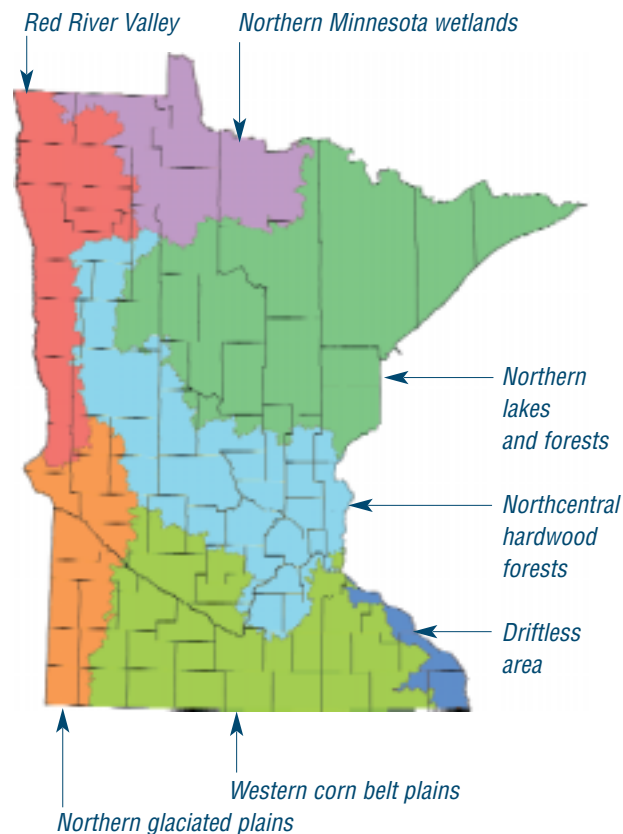 Red River Valley
Northern Minnesota wetlands
Northern
lakes
and forests
Northcentral
hardwood
forests
Driftless
area
Western corn belt plains
Northern glaciated plains